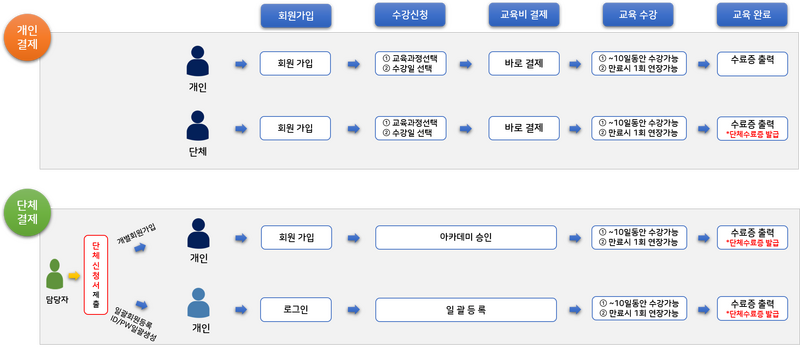 회원가입
수강신청
교육비 결제
교육 수강
교육 완료
개인
결제
개인
회원 가입
① 교육과정선택
② 수강일 선택
바로 결제
① ~10일동안 수강가능
② 만료시 1회 연장가능
수료증 출력
단체
회원 가입
① 교육과정선택
② 수강일 선택
바로 결제
① ~10일동안 수강가능
② 만료시 1회 연장가능
수료증 출력
*단체수료증 발급
단체
결제
담당자
단체신청서제출
개별회원가입
개인
회원 가입
아카데미 승인
① ~10일동안 수강가능
② 만료시 1회 연장가능
수료증 출력
*단체수료증 발급
일괄회원등록
ID/PW일괄생성
개인
로그인
일 괄 등 록
① ~10일동안 수강가능
② 만료시 1회 연장가능
수료증 출력
*단체수료증 발급